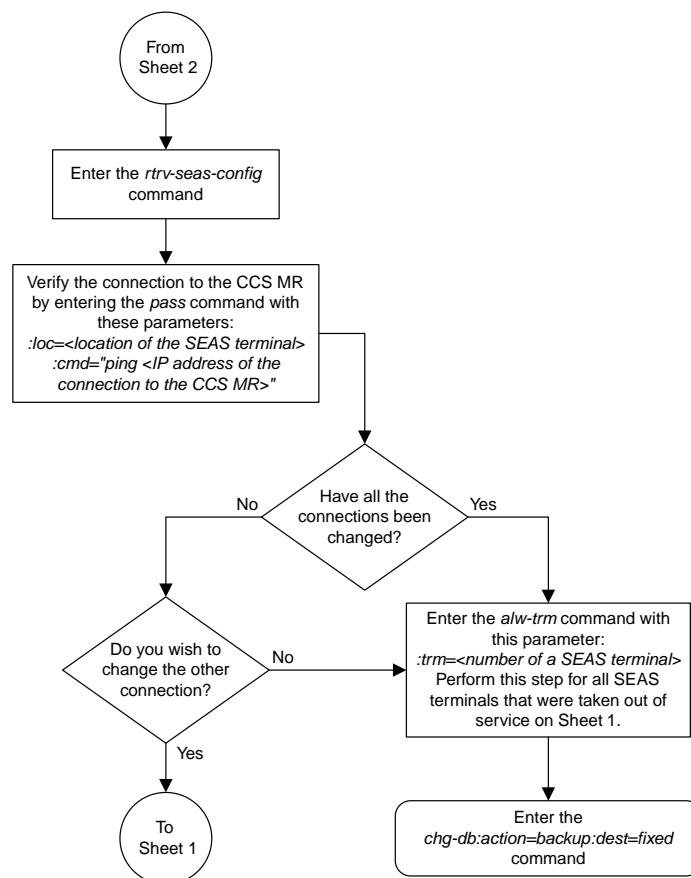 From
Sheet 2
Enter the rtrv-seas-config
command
Verify the connection to the CCS MR
by entering the pass command with
these parameters:
:loc=<location of the SEAS terminal>
:cmd="ping <IP address of the
connection to the CCS MR>"
Have all the
connections been
changed?
No
Yes
Do you wish to
change the other
connection?
No
Yes
Enter the alw-trm command with
this parameter:
:trm=<number of a SEAS terminal>
Perform this step for all SEAS
terminals that were taken out of
service on Sheet 1.
To
Sheet 1
Enter the
chg-db:action=backup:dest=fixed
command